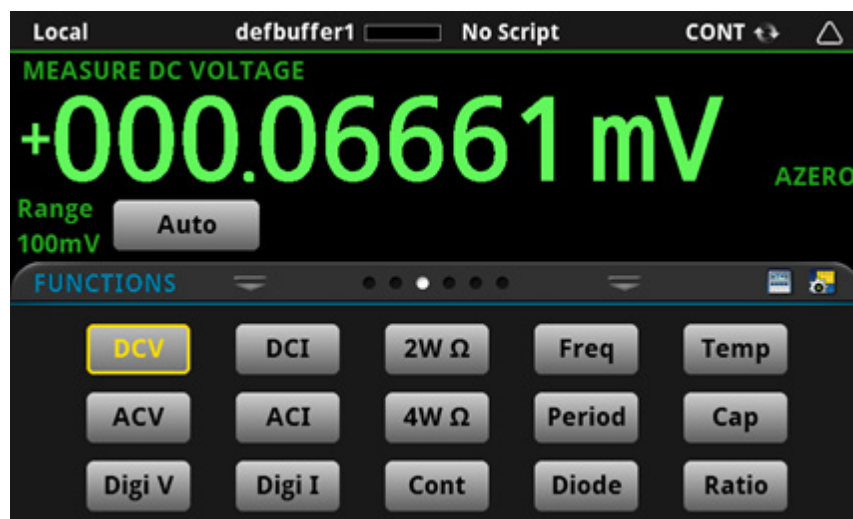 Local defbuffer1 No Script CONT
MEASURE DC VOLTAGE
+000.06661 mV
AZERO
Range
100mV
Auto
FUNCTIONS
DCV DCI 2W Ω Freq Temp
ACV ACI 4W Ω Period Cap
Digi V Digi I Cont Diode Ratio